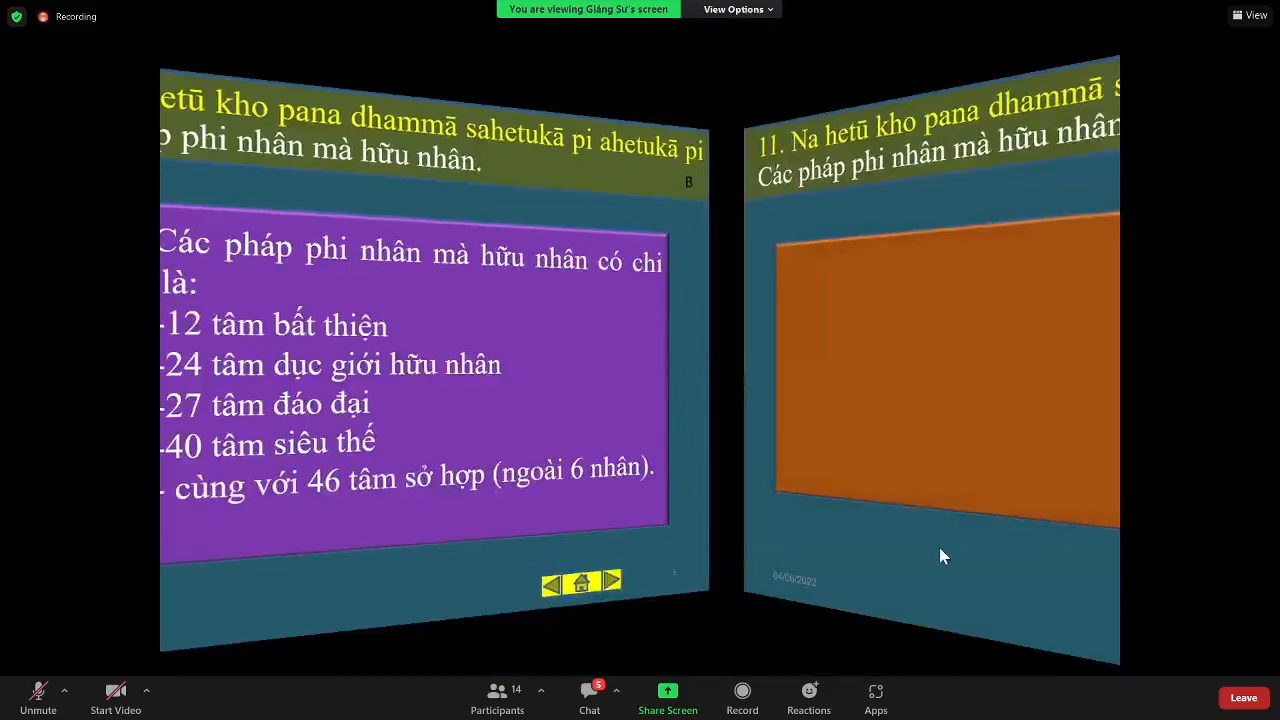 Recording
You are viewing Giảng Sư's screen
View Options
View
etū kho pana dhammā sahetukā pi ahetukā pi
phi nhân mà hữu nhân.
B
Các pháp phi nhân mà hữu nhân có chi
là:
-12 tâm bất thiện
-24 tâm dục giới hữu nhân
-27 tâm đáo đại
-40 tâm siêu thế
- cùng với 46 tâm sở hợp (ngoài 6 nhân).
5
11. Na hetū kho pana dhammā
Các pháp phi nhân mà hữu nhân
04/06/2022
Unmute
Start Video
Participants
14
Chat
5
Share Screen
Record
Reactions
Apps
Leave